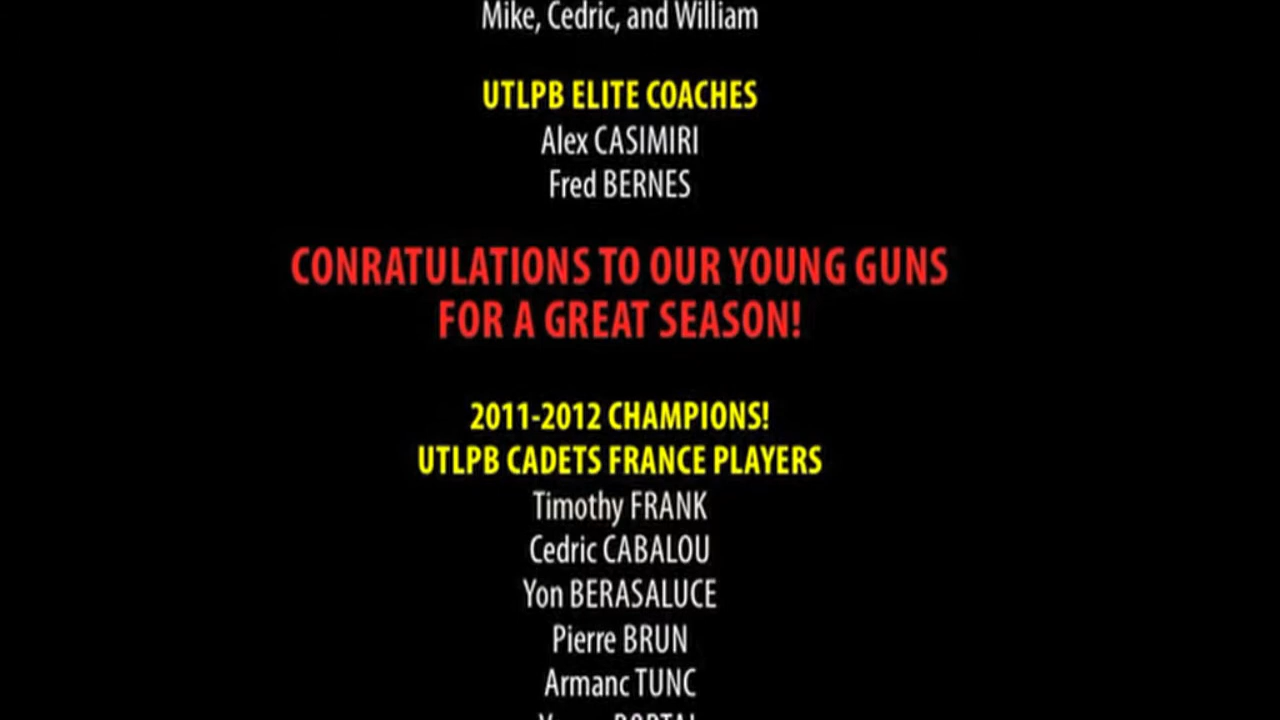 Mike, Cedric, and William
UTLPB ELITE COACHES
Alex CASIMIRI
Fred BERNES
CONRATULATIONS TO OUR YOUNG GUNS
FOR A GREAT SEASON!
2011-2012 CHAMPIONS!
UTLPB CADETS FRANCE PLAYERS
Timothy FRANK
Cedric CABALOU
Yon BERASALUCE
Pierre BRUN
Armanc TUNC